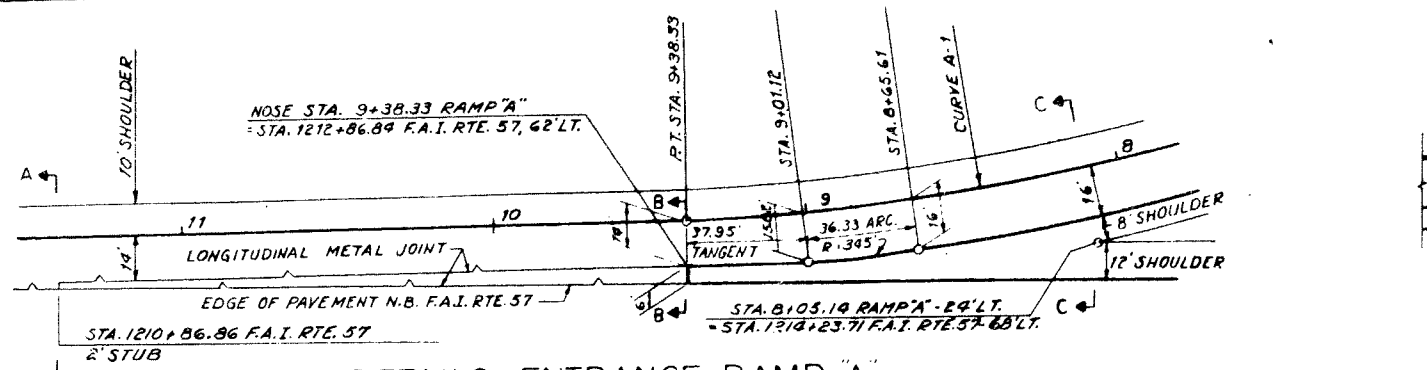 10' SHOULDER
NOSE STA. 9+38.33 RAMP "A"
= STA. 1212+86.84 F.A.I. RTE. 57, 62' LT.
P.T. STA. 9+38.33
STA. 9+01.12
STA. 8+65.61
CURVE A-1
C
8
A
B
9
16'
11
10
14'
37.95'
TANGENT
36.33 ARC.
R=345'
16'
8' SHOULDER
14'
LONGITUDINAL METAL JOINT
12' SHOULDER
EDGE OF PAVEMENT N.B. F.A.I. RTE. 57
6'
B
STA. 8+05.14 RAMP "A" - 24' LT.
= STA. 1214+23.71 F.A.I. RTE. 57- 68' LT.
C
STA. 1210+86.86 F.A.I. RTE. 57
2' STUB
ENTRANCE RAMP "A"